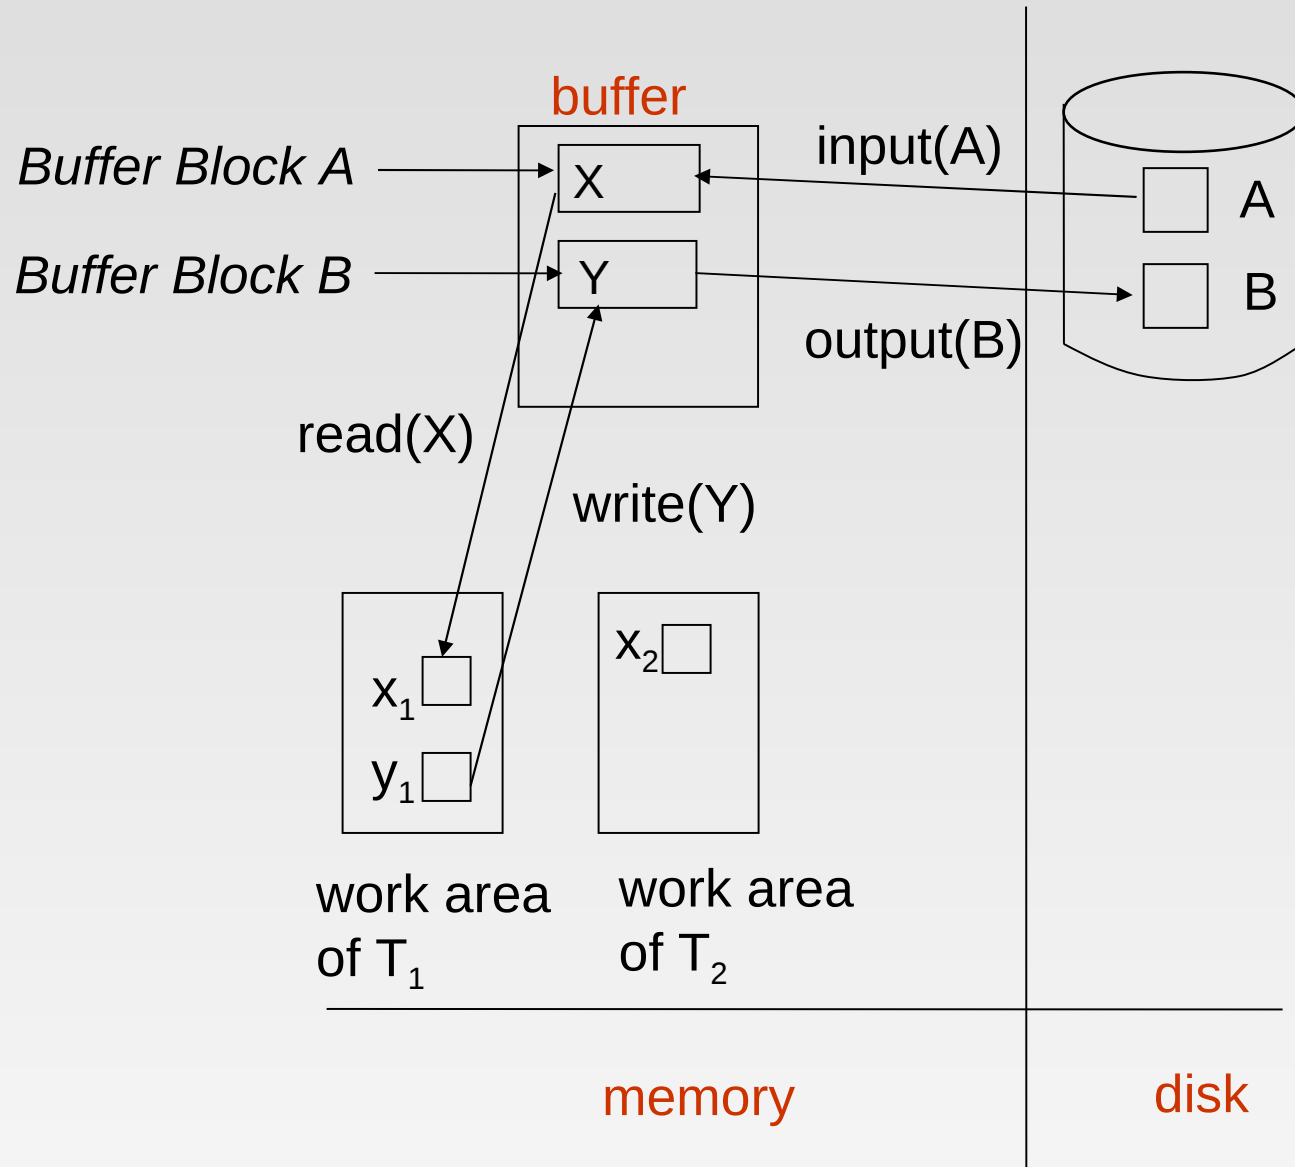 buffer
Buffer Block A
X
input(A)
A
Buffer Block B
Y
B
output(B)
read(X)
write(Y)
x₁
y₁
x₂
work area
of T₁
work area
of T₂
memory
disk